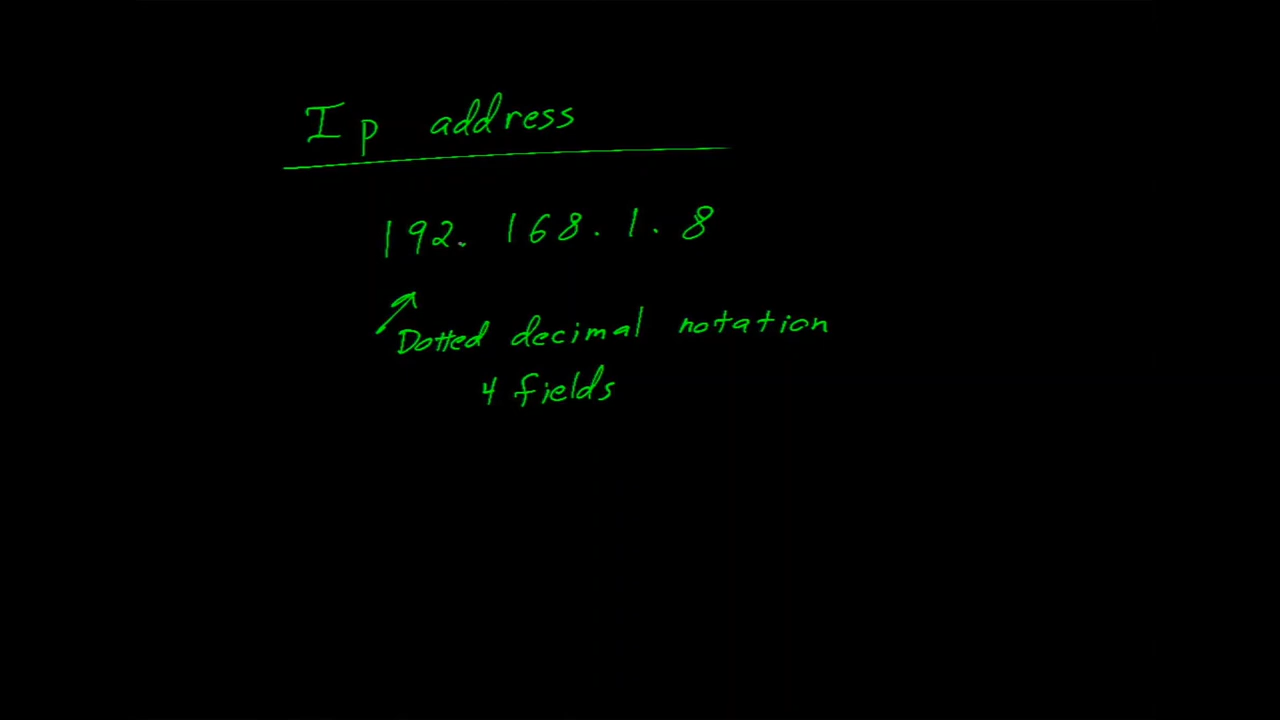 Ip address
192. 168. 1. 8
Dotted decimal notation
4 fields